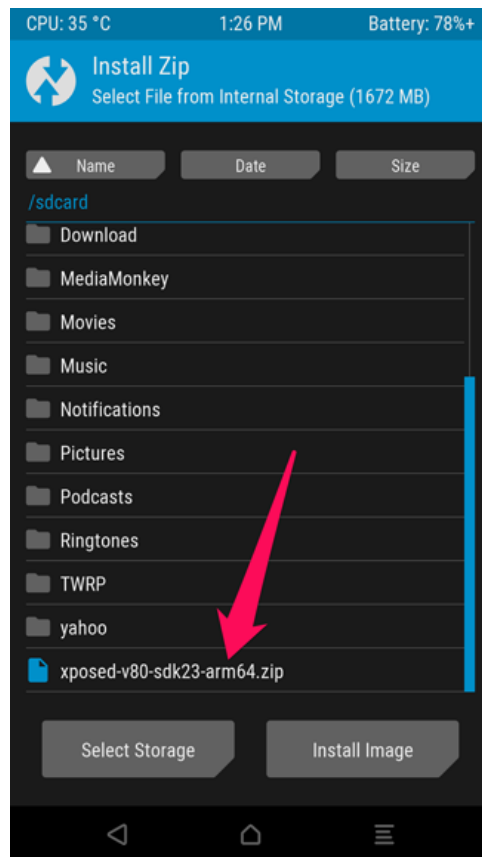 CPU: 35 °C 1:26 PM Battery: 78%+
Install Zip
Select File from Internal Storage (1672 MB)
Name Date Size
/sdcard
Download
MediaMonkey
Movies
Music
Notifications
Pictures
Podcasts
Ringtones
TWRP
yahoo
xposed-v80-sdk23-arm64.zip
Select Storage Install Image